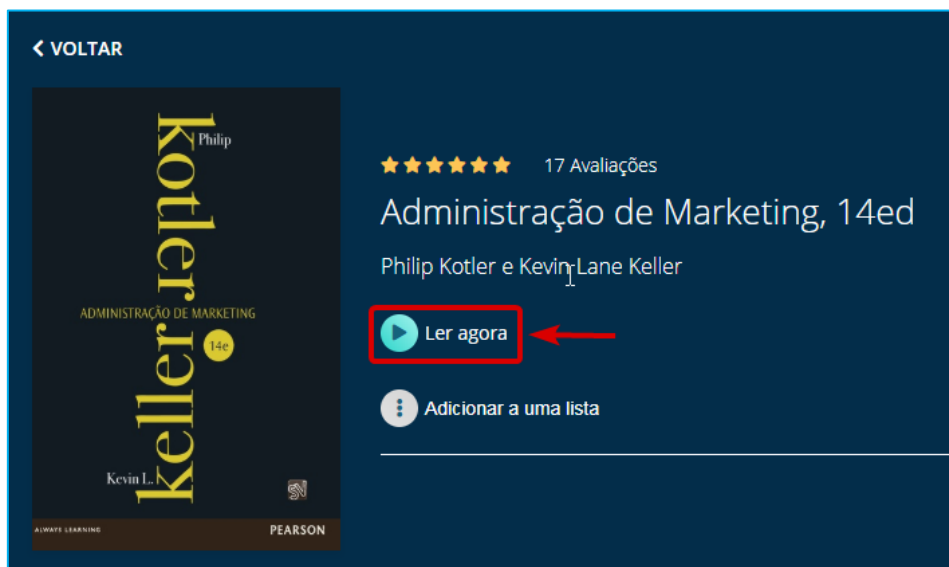 < VOLTAR
Philip
kotler
ADMINISTRAÇÃO DE MARKETING
14e
keller
Kevin L.
ALWAYS LEARNING
PEARSON
17 Avaliações
Administração de Marketing, 14ed
Philip Kotler e Kevin Lane Keller
Ler agora
Adicionar a uma lista